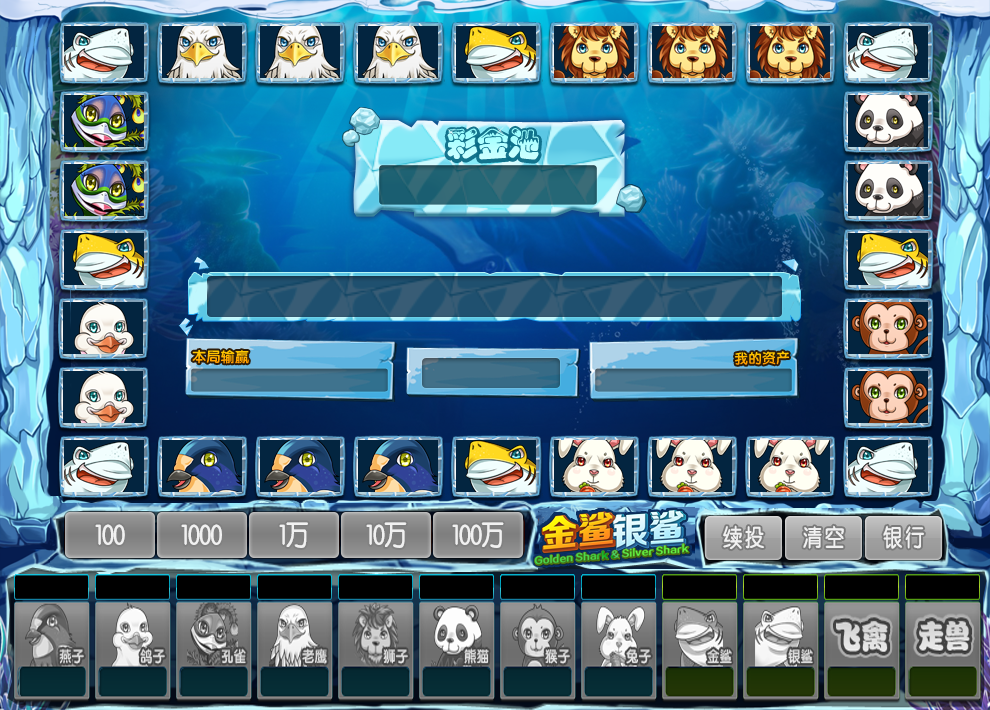 彩金池
本局输赢
我的资产
100
1000
1万
10万
100万
金鲨银鲨
Golden Shark & Silver Shark
续投
清空
银行
燕子
鸽子
孔雀
老鹰
狮子
熊猫
猴子
兔子
金鲨
银鲨
飞禽
走兽